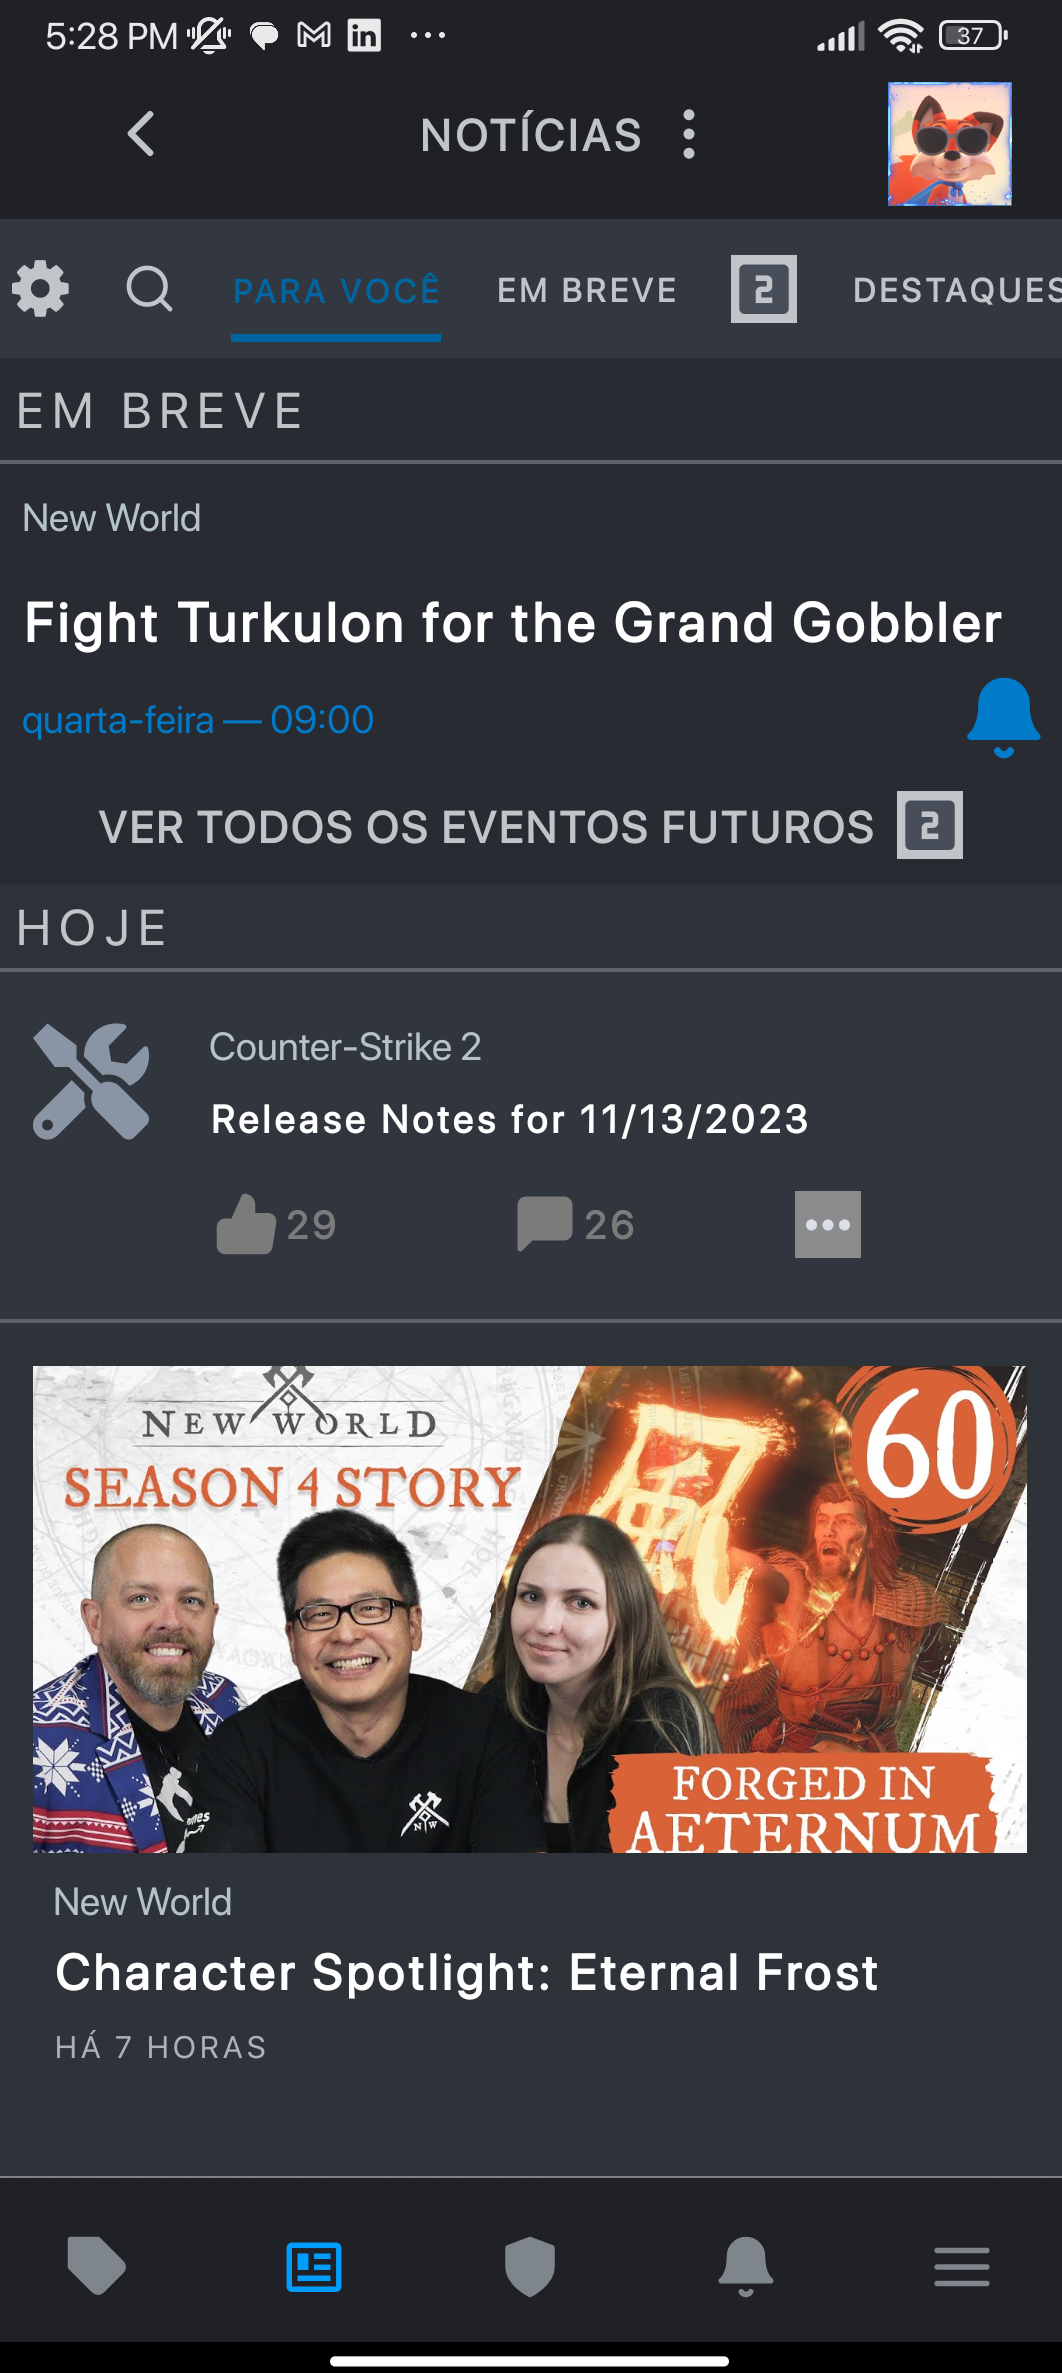 5:28 PM
37
NOTÍCIAS
PARA VOCÊ
EM BREVE
2
DESTAQUES
EM BREVE
New World
Fight Turkulon for the Grand Gobbler
quarta-feira — 09:00
VER TODOS OS EVENTOS FUTUROS 2
HOJE
Counter-Strike 2
Release Notes for 11/13/2023
29
26
NEW WORLD
SEASON 4 STORY
60
風
N W
FORGED IN
AETERNUM
New World
Character Spotlight: Eternal Frost
HÁ 7 HORAS